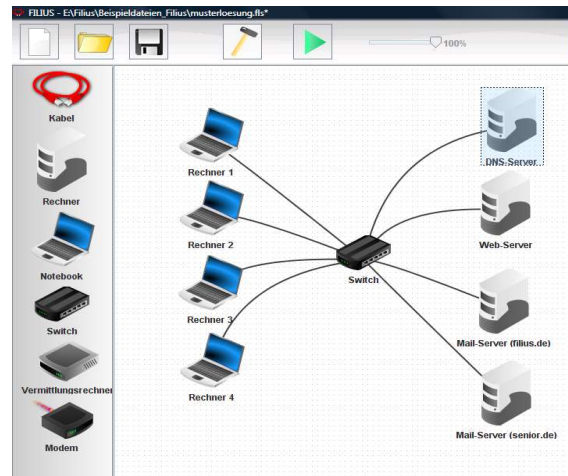 FILIUS - E:\Filius\Beispieldateien_Filius\musterloesung.fls*
100%
Kabel
Rechner
Notebook
Switch
Vermittlungsrechner
Modem
Rechner 1
Rechner 2
Rechner 3
Rechner 4
Switch
DNS-Server
Web-Server
Mail-Server (filius.de)
Mail-Server (senior.de)